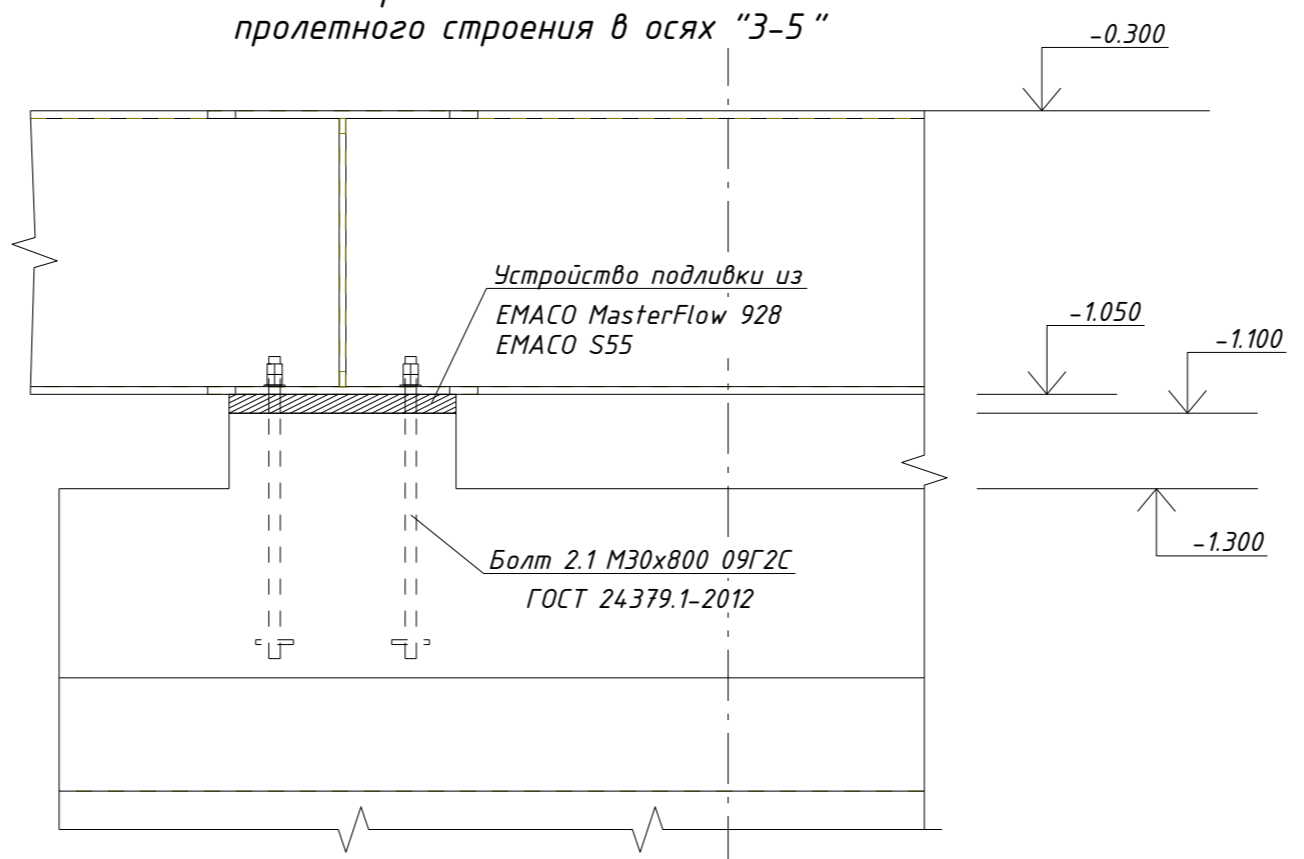 пролетного строения в осях "3-5"
-0.300
Устройство подливки из
EMACO MasterFlow 928
EMACO S55
-1.050
-1.100
Болт 2.1 М30х800 09Г2С
ГОСТ 24379.1-2012
-1.300